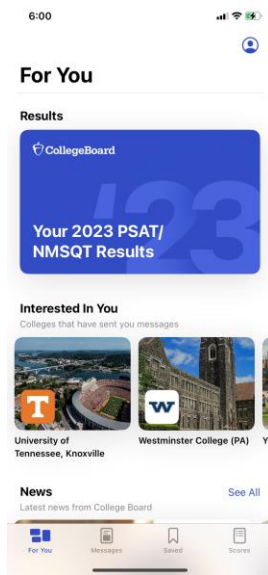 6:00
For You
Results
CollegeBoard
'23
Your 2023 PSAT/
NMSQT Results
Interested In You
Colleges that have sent you messages
T
W
University of
Tennessee, Knoxville
Westminster College (PA)
Y
News
See All
Latest news from College Board
For You
Messages
Saved
Scores